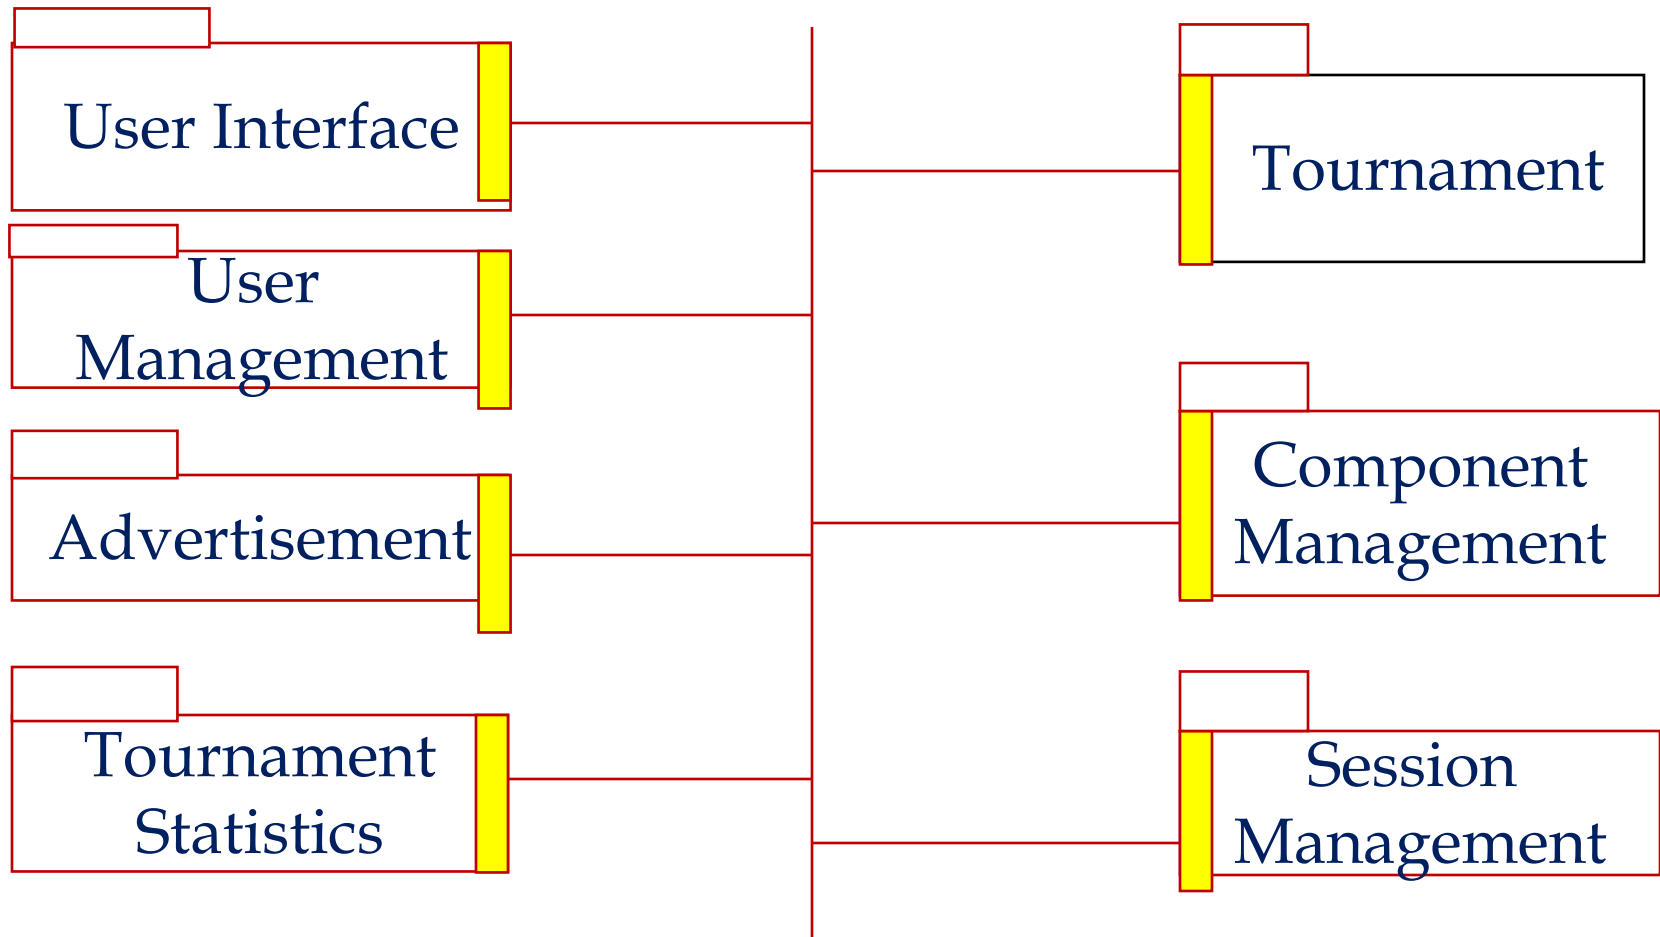 User Interface
User
Management
Advertisement
Tournament
Statistics
Tournament
Component
Management
Session
Management